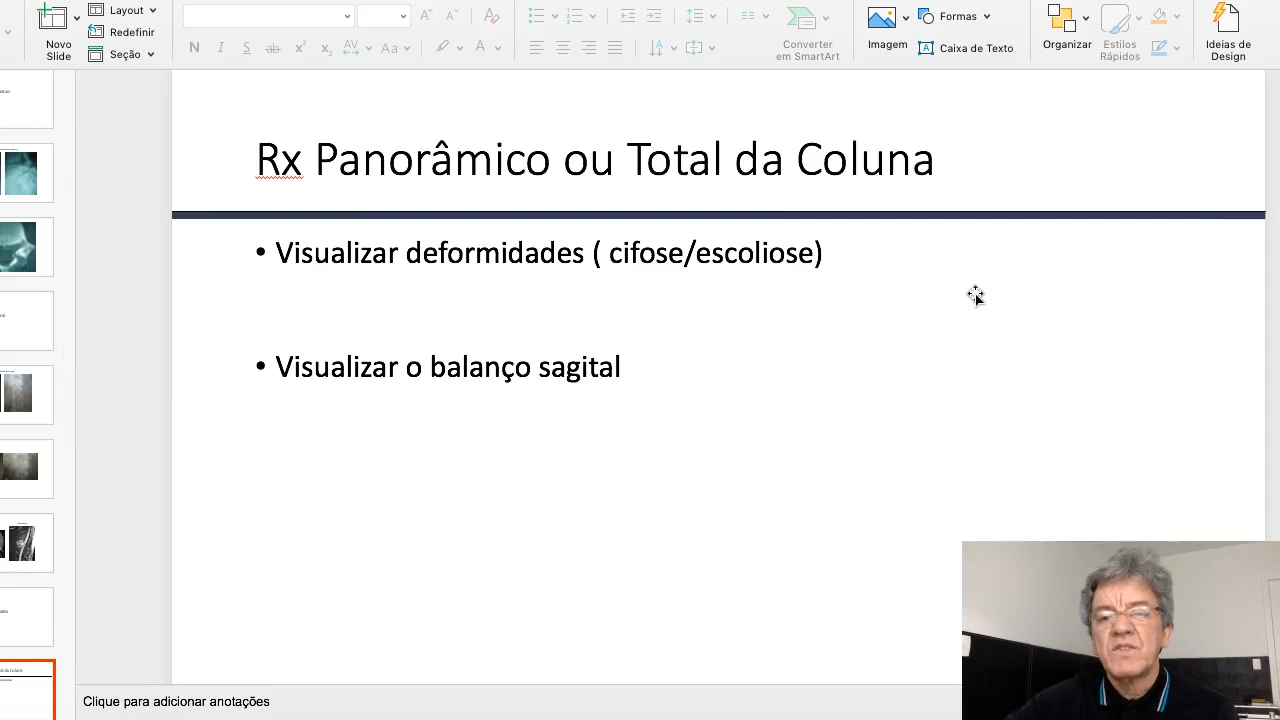 Layout
Redefinir
Novo
Slide
Seção
N I S ab X² X₂ AV Aa A
Converter
em SmartArt
Imagem
Formas
Caixa de Texto
Organizar
Estilos
Rápidos
Ideias de
Design
Rx Panorâmico ou Total da Coluna
• Visualizar deformidades ( cifose/escoliose)
• Visualizar o balanço sagital
Clique para adicionar anotações